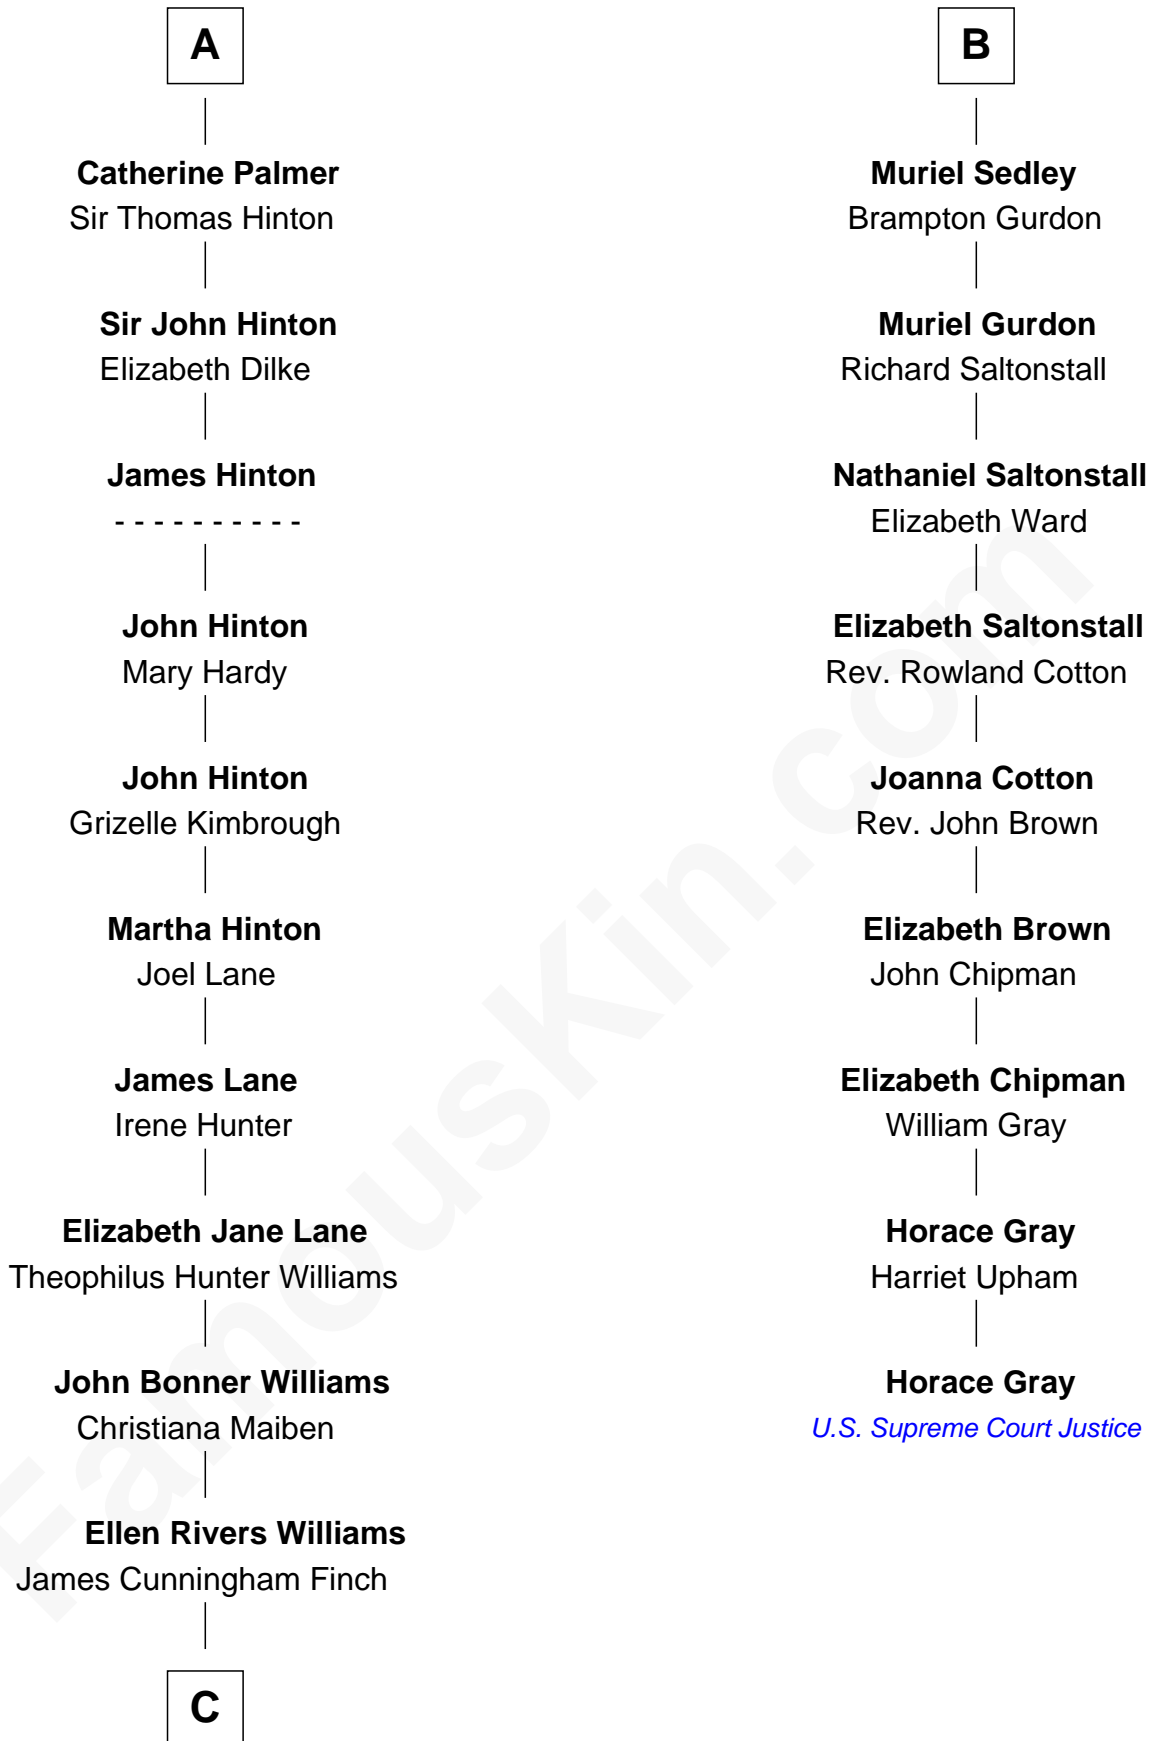 A
Catherine Palmer
Sir Thomas Hinton
Sir John Hinton
Elizabeth Dilke
James Hinton
- - - - - - - - - -
John Hinton
Mary Hardy
John Hinton
Grizelle Kimbrough
Martha Hinton
Joel Lane
James Lane
Irene Hunter
Elizabeth Jane Lane
Theophilus Hunter Williams
John Bonner Williams
Christiana Maiben
Ellen Rivers Williams
James Cunningham Finch
C
B
Muriel Sedley
Brampton Gurdon
Muriel Gurdon
Richard Saltonstall
Nathaniel Saltonstall
Elizabeth Ward
Elizabeth Saltonstall
Rev. Rowland Cotton
Joanna Cotton
Rev. John Brown
Elizabeth Brown
John Chipman
Elizabeth Chipman
William Gray
Horace Gray
Harriet Upham
Horace Gray
U.S. Supreme Court Justice
FamousKin.com